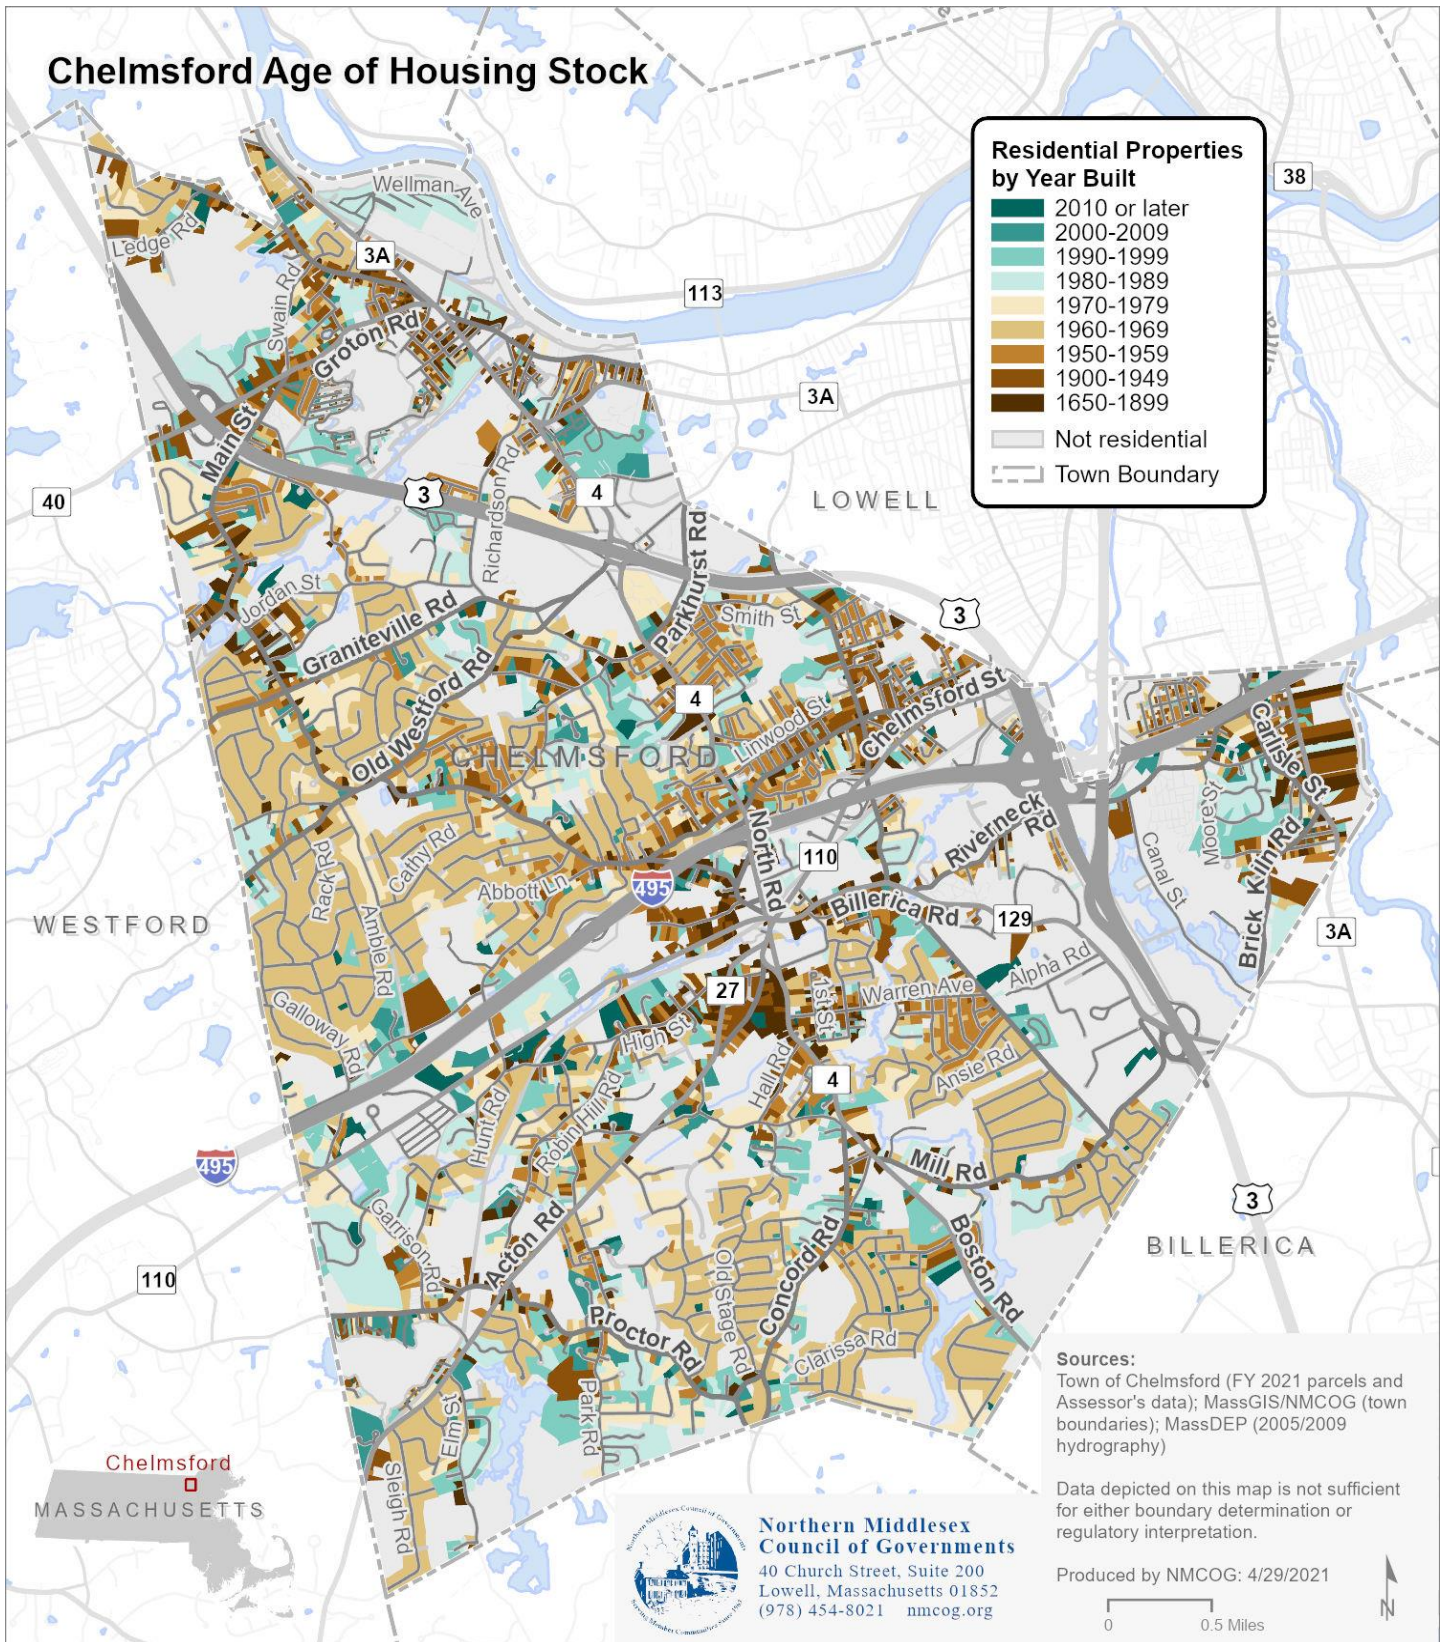 Chelmsford Age of Housing Stock
Residential Properties
by Year Built
2010 or later
2000-2009
1990-1999
1980-1989
1970-1979
1960-1969
1950-1959
1900-1949
1650-1899
Not residential
Town Boundary
38
Wellman Ave
Ledge Rd
3A
113
Swain Rd
Groton Rd
3A
Main St
40
3
4
Richardson Rd
LOWELL
Parkhurst Rd
Jordan St
Smith St
3
Graniteville Rd
Old Westford Rd
4
Chelmsford St
Linwood St
CHELMSFORD
Carlisle St
Moore St
Riverneck
Rd
Cathy Rd
North Rd
110
Rack Rd
Abbott Ln
495
Canal St
Brick Kiln Rd
WESTFORD
Amble Rd
Billerica Rd
129
3A
27
Alpha Rd
Warren Ave
1st St
Galloway Rd
High St
Hall Rd
4
Ansie Rd
Hunt Rd
Robin Hill Rd
495
Mill Rd
3
Garrison Rd
Acton Rd
Boston Rd
BILLERICA
110
Old Stage Rd
Concord Rd
Proctor Rd
Clarissa Rd
Park Rd
Elm St
Sleigh Rd
Chelmsford
MASSACHUSETTS
Northern Middlesex Council of Governments
Serving Member Communities Since 1963
Northern Middlesex
Council of Governments
40 Church Street, Suite 200
Lowell, Massachusetts 01852
(978) 454-8021 nmcog.org
Sources:
Town of Chelmsford (FY 2021 parcels and
Assessor's data); MassGIS/NMCOG (town
boundaries); MassDEP (2005/2009
hydrography)
Data depicted on this map is not sufficient
for either boundary determination or
regulatory interpretation.
Produced by NMCOG: 4/29/2021
0 0.5 Miles
N